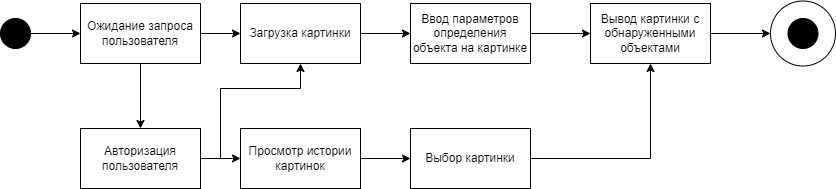 Ожидание запроса
пользователя
Загрузка картинки
Ввод параметров
определения
объекта на картинке
Вывод картинки с
обнаруженными
объектами
Авторизация
пользователя
Просмотр истории
картинок
Выбор картинки